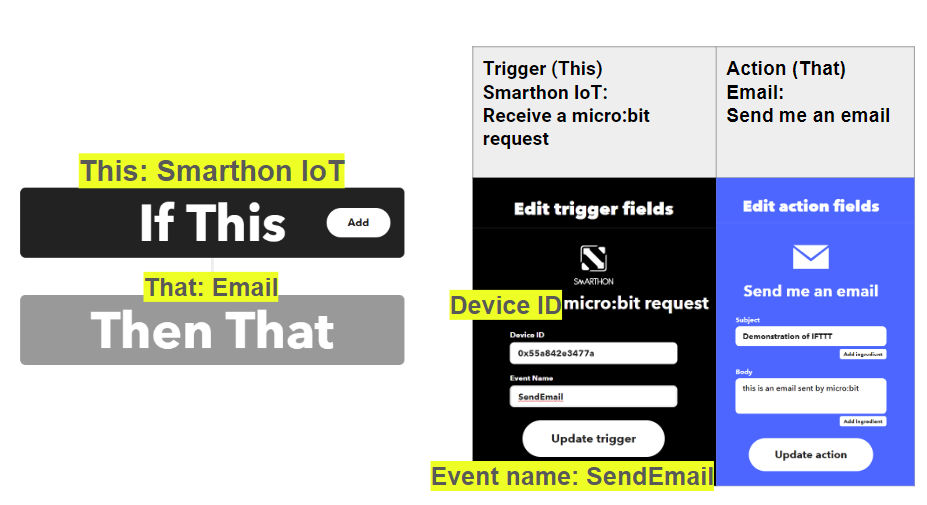 This: Smarthon IoT
If This
Add
That: Email
Then That
Trigger (This)
Smarthon IoT:
Receive a micro:bit
request
Action (That)
Email:
Send me an email
Edit trigger fields
SMARTHON
Device ID
micro:bit request
Device ID
0x55a842e3477a
Event Name
SendEmail
Update trigger
Event name: SendEmail
Edit action fields
Send me an email
Subject
Demonstration of IFTTT
Add ingredient
Body
this is an email sent by micro:bit
Add ingredient
Update action